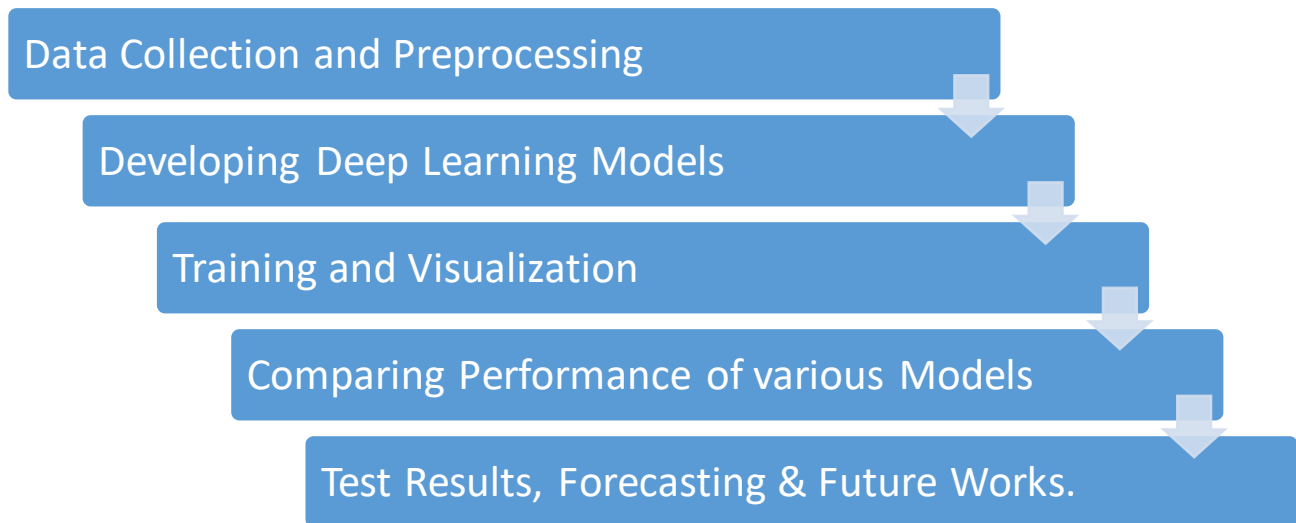 Data Collection and Preprocessing
Developing Deep Learning Models
Training and Visualization
Comparing Performance of various Models
Test Results, Forecasting & Future Works.